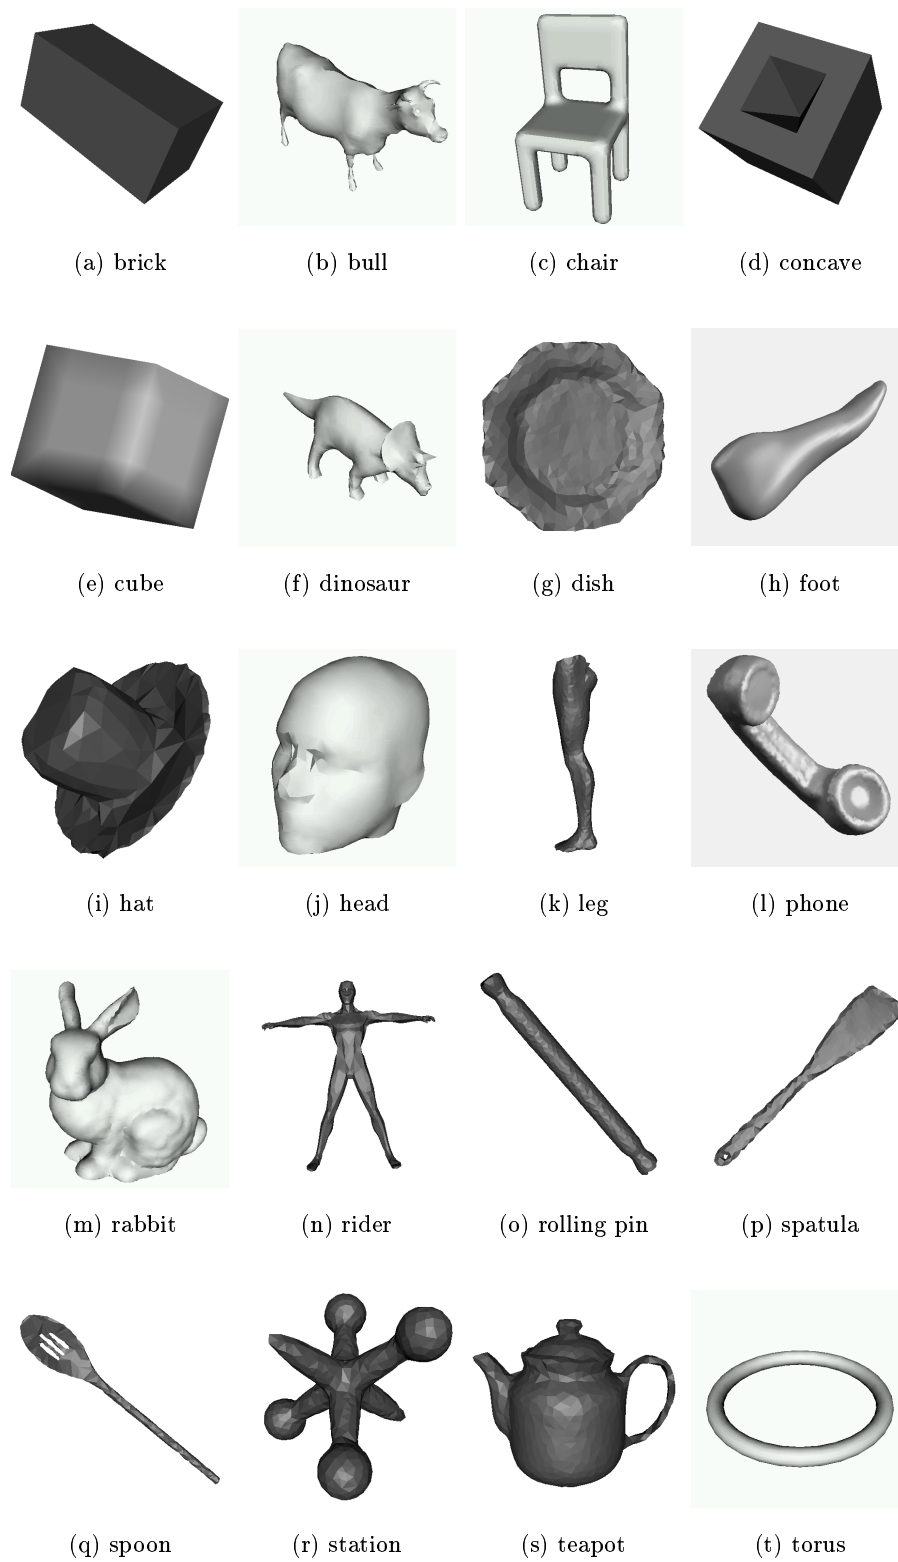 (a) brick
(b) bull
(c) chair
(d) concave
(e) cube
(f) dinosaur
(g) dish
(h) foot
(i) hat
(j) head
(k) leg
(l) phone
(m) rabbit
(n) rider
(o) rolling pin
(p) spatula
(q) spoon
(r) station
(s) teapot
(t) torus